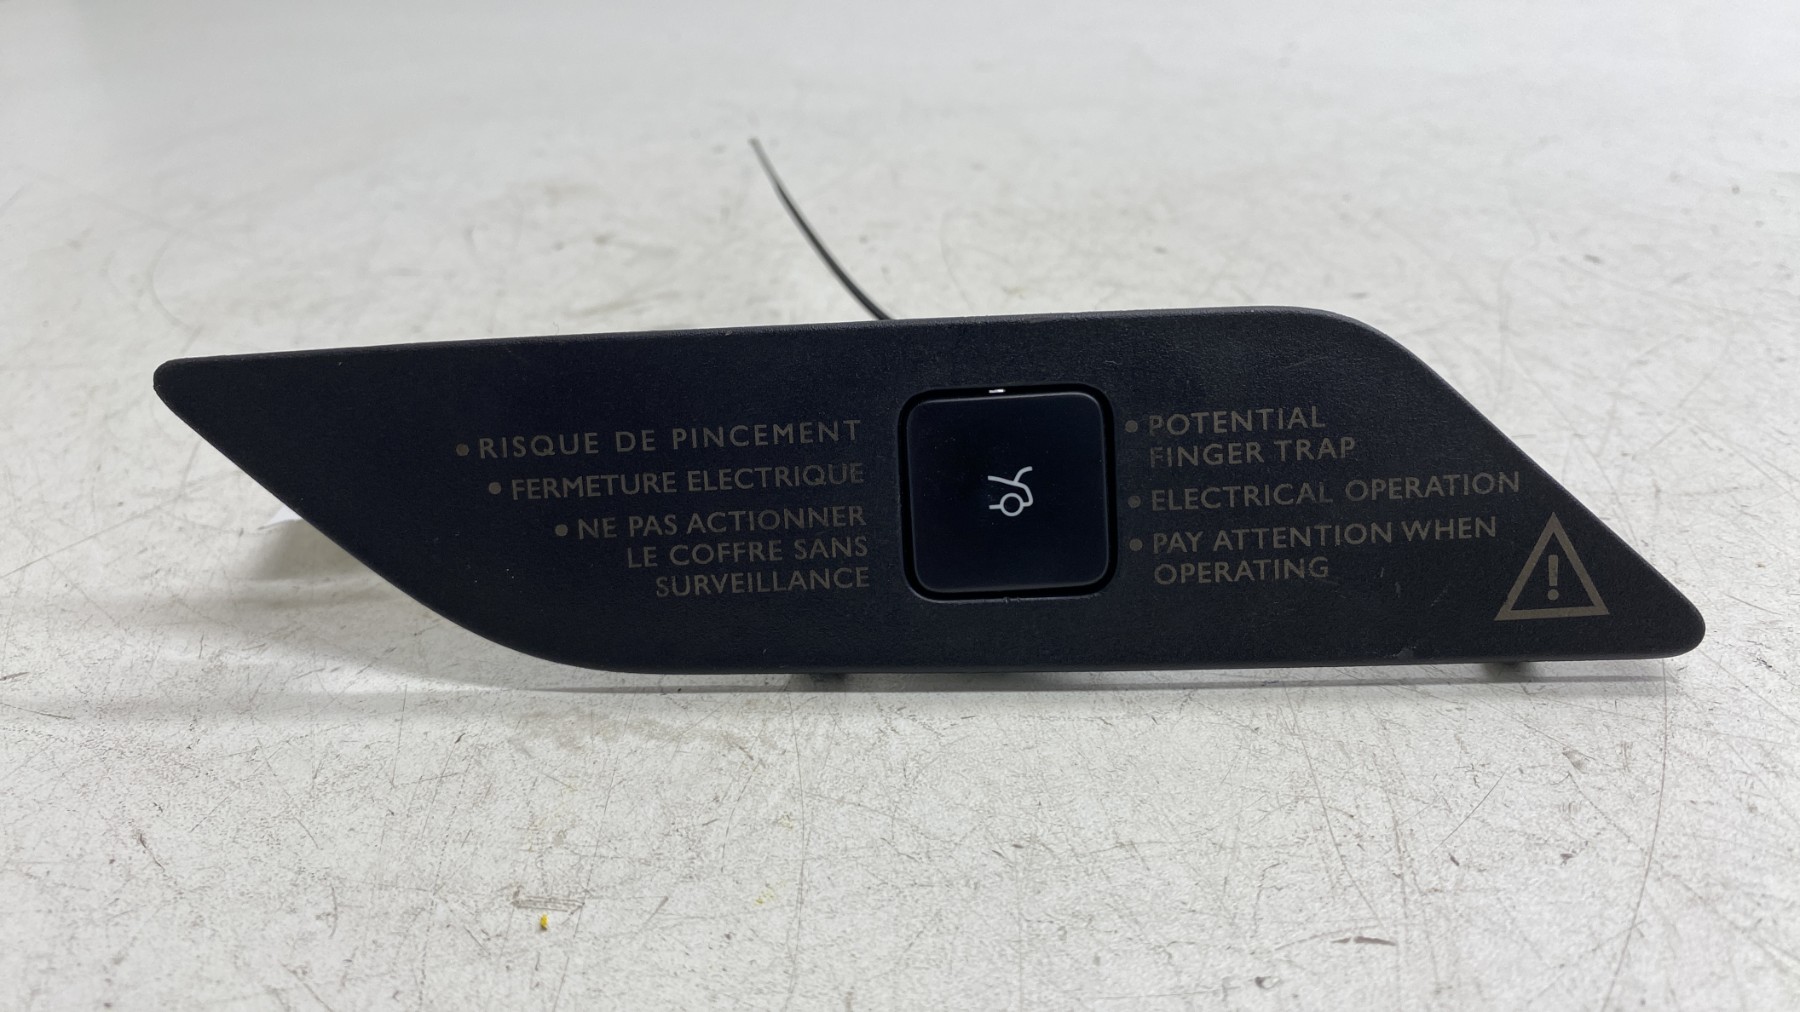 • RISQUE DE PINCEMENT
• FERMETURE ELECTRIQUE
• NE PAS ACTIONNER
LE COFFRE SANS
SURVEILLANCE
• POTENTIAL
FINGER TRAP
• ELECTRICAL OPERATION
• PAY ATTENTION WHEN
OPERATING
!